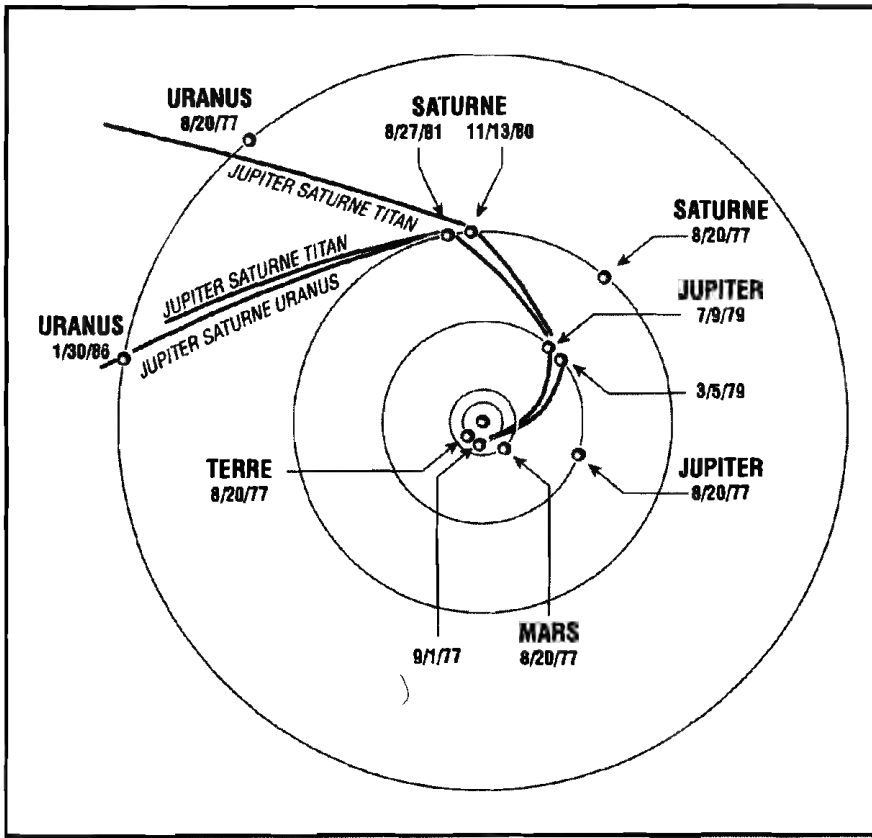 URANUS
8/20/77
SATURNE
8/27/81 11/13/80
JUPITER SATURNE TITAN
SATURNE
8/20/77
JUPITER SATURNE TITAN
JUPITER SATURNE URANUS
URANUS
1/30/86
JUPITER
7/9/79
3/5/79
TERRE
8/20/77
JUPITER
8/20/77
9/1/77
MARS
8/20/77